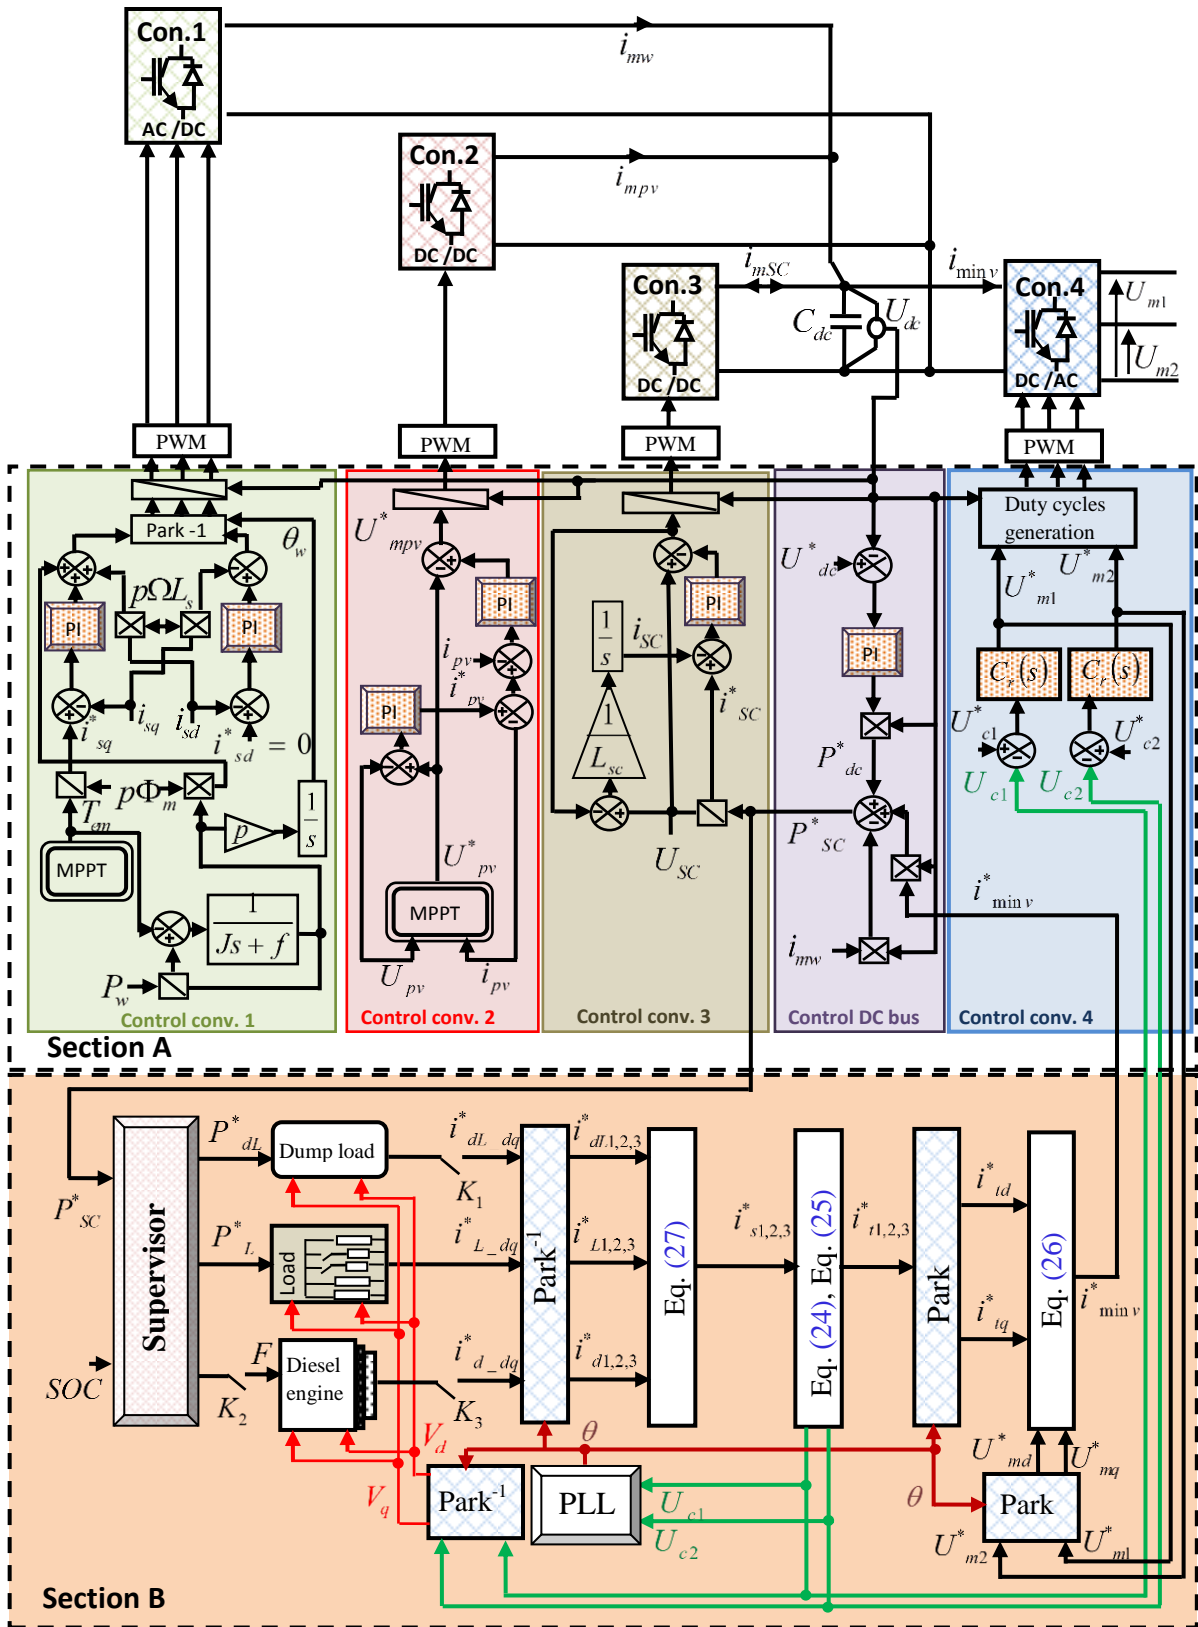 Con.1
AC /DC
i_mw
Con.2
DC /DC
i_mpv
Con.3
DC /DC
i_mSC
C_dc
U_dc
i_min v
Con.4
DC /AC
U_m1
U_m2
PWM
PWM
PWM
PWM
Park -1
θ_w
pΩL_s
PI
PI
i*_sq
i_sq
i_sd
i*_sd = 0
pΦ_m
T_em
p
1/s
MPPT
1/(Js + f)
P_w
Control conv. 1
U*_mpv
PI
i_pv
i*_pv
PI
U*_pv
MPPT
U_pv
i_pv
Control conv. 2
1/s
i_SC
PI
i*_SC
1/L_sc
U_SC
Control conv. 3
U*_dc
PI
P*_dc
P*_SC
i_mw
Control DC bus
Duty cycles
generation
U*_m1
U*_m2
C_r(s)
C_r(s)
U*_c1
U*_c2
U_c1
U_c2
i*_min v
Control conv. 4
Section A
P*_SC
SOC
Supervisor
P*_dL
Dump load
K_1
i*_dL_dq
P*_L
Load
i*_L_dq
K_2
F
Diesel
engine
K_3
i*_d_dq
Park^-1
i*_dL1,2,3
i*_L1,2,3
i*_d1,2,3
Eq. (27)
i*_s1,2,3
Eq. (24), Eq. (25)
i*_t1,2,3
Park
i*_td
i*_tq
Eq. (26)
i*_min v
V_d
V_q
θ
Park^-1
PLL
U_c1
U_c2
θ
Park
U*_md
U*_mq
U*_m2
U*_m1
Section B